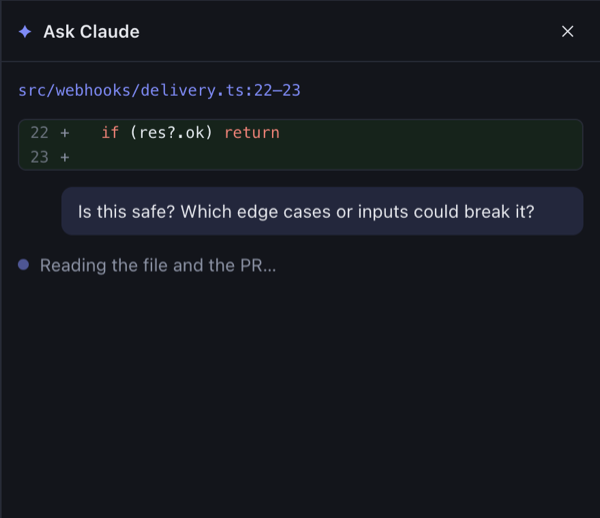 Ask Claude
src/webhooks/delivery.ts:22–23
22 + if (res?.ok) return
23 +
Is this safe? Which edge cases or inputs could break it?
Reading the file and the PR...